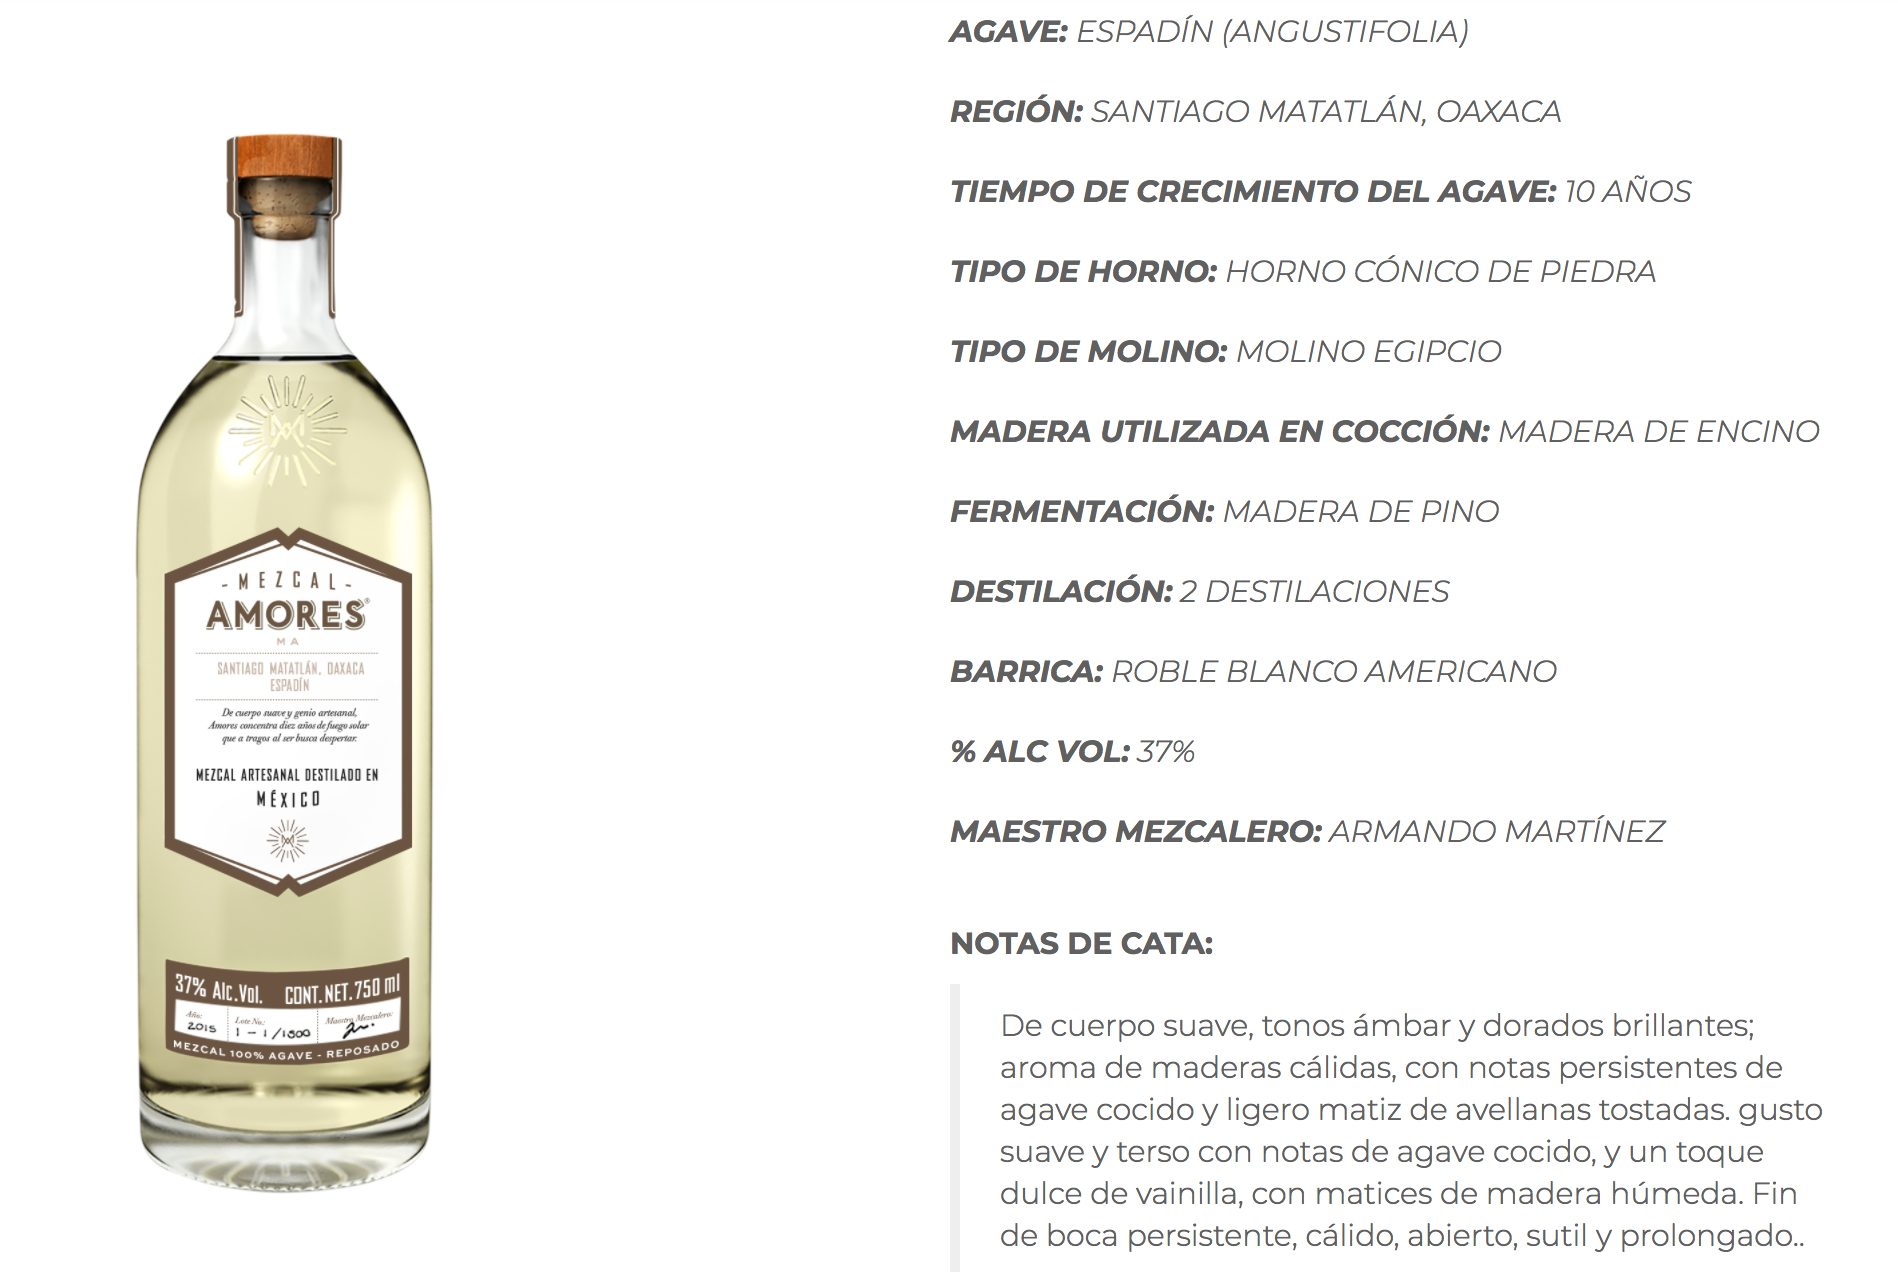 - MEZCAL -
AMORES®
MA
SANTIAGO MATATLÁN, OAXACA
ESPADÍN
De cuerpo suave y genio artesanal,
Amores concentra diez años de fuego solar
que a tragos al ser busca despertar.
MEZCAL ARTESANAL DESTILADO EN
MÉXICO
37% Alc.Vol. CONT.NET.750 ml
Año: Lote No.: Maestro Mezcalero:
2015 1-1/1500
MEZCAL 100% AGAVE - REPOSADO
AGAVE: ESPADÍN (ANGUSTIFOLIA)
REGIÓN: SANTIAGO MATATLÁN, OAXACA
TIEMPO DE CRECIMIENTO DEL AGAVE: 10 AÑOS
TIPO DE HORNO: HORNO CÓNICO DE PIEDRA
TIPO DE MOLINO: MOLINO EGIPCIO
MADERA UTILIZADA EN COCCIÓN: MADERA DE ENCINO
FERMENTACIÓN: MADERA DE PINO
DESTILACIÓN: 2 DESTILACIONES
BARRICA: ROBLE BLANCO AMERICANO
% ALC VOL: 37%
MAESTRO MEZCALERO: ARMANDO MARTÍNEZ
NOTAS DE CATA:
De cuerpo suave, tonos ámbar y dorados brillantes;
aroma de maderas cálidas, con notas persistentes de
agave cocido y ligero matiz de avellanas tostadas. gusto
suave y terso con notas de agave cocido, y un toque
dulce de vainilla, con matices de madera húmeda. Fin
de boca persistente, cálido, abierto, sutil y prolongado..